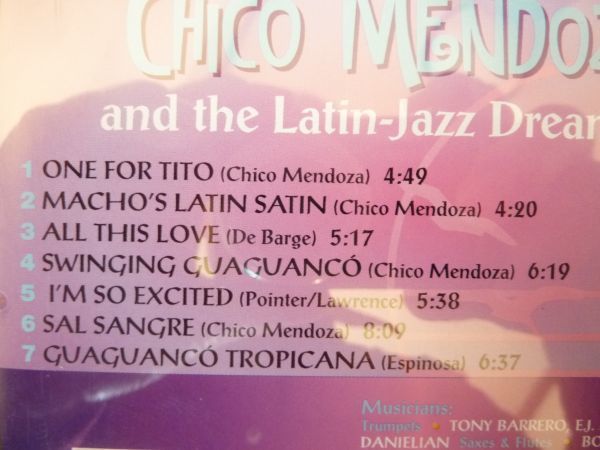 CHICO MENDOZ
and the Latin-Jazz Dream
1 ONE FOR TITO (Chico Mendoza) 4:49
2 MACHO'S LATIN SATIN (Chico Mendoza) 4:20
3 ALL THIS LOVE (De Barge) 5:17
4 SWINGING GUAGUANCÓ (Chico Mendoza) 6:19
5 I'M SO EXCITED (Pointer/Lawrence) 5:38
6 SAL SANGRE (Chico Mendoza) 8:09
7 GUAGUANCÓ TROPICANA (Espinosa) 6:37
Musicians:
Trumpets • TONY BARRERO, E.J.
DANIELIAN Saxes & Flutes • BO